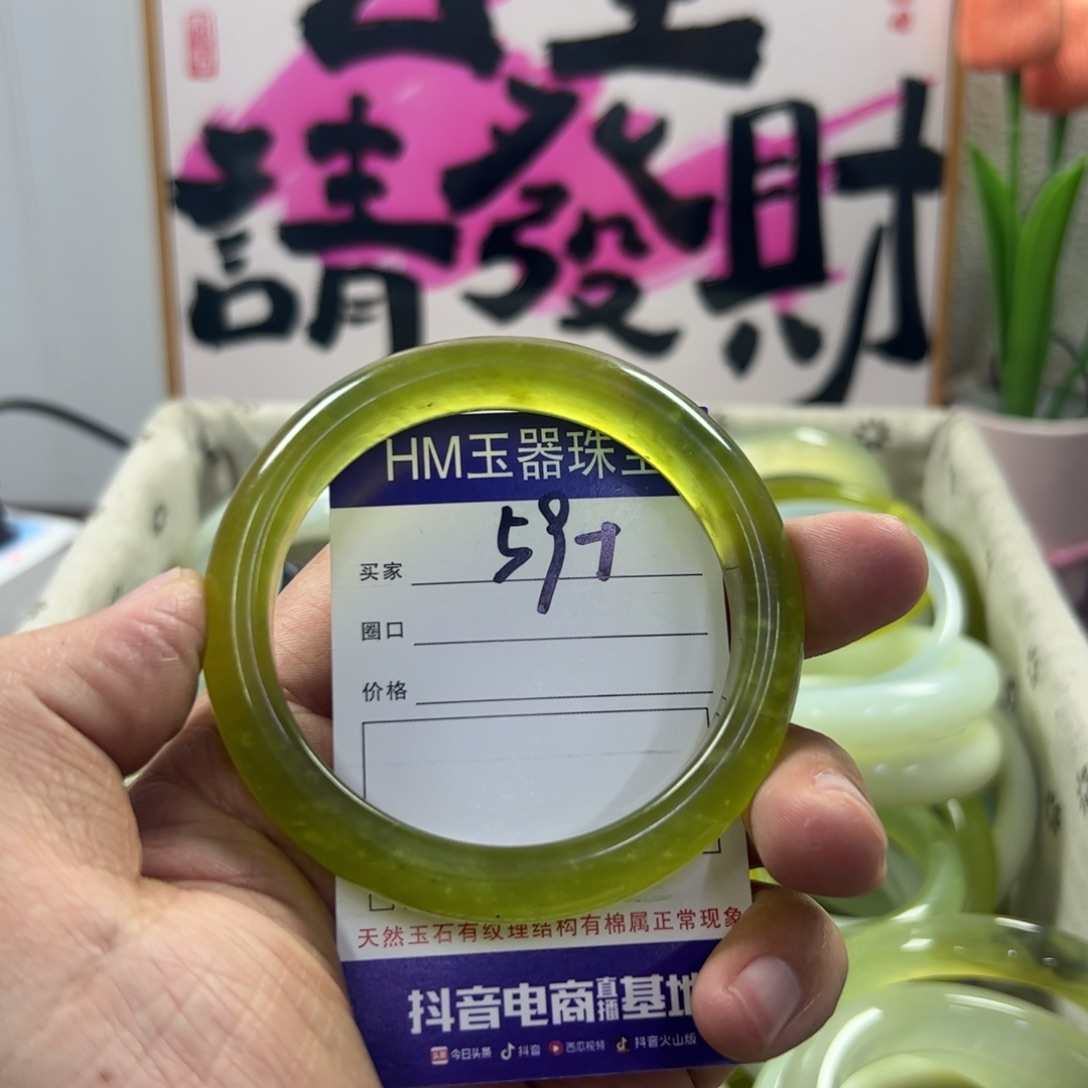 請發財
HM玉器珠
59
买家
圈口
价格
天然玉石有纹理结构有棉属正常现象
抖音电商直播基地
今日头条 抖音 西瓜视频 抖音火山版